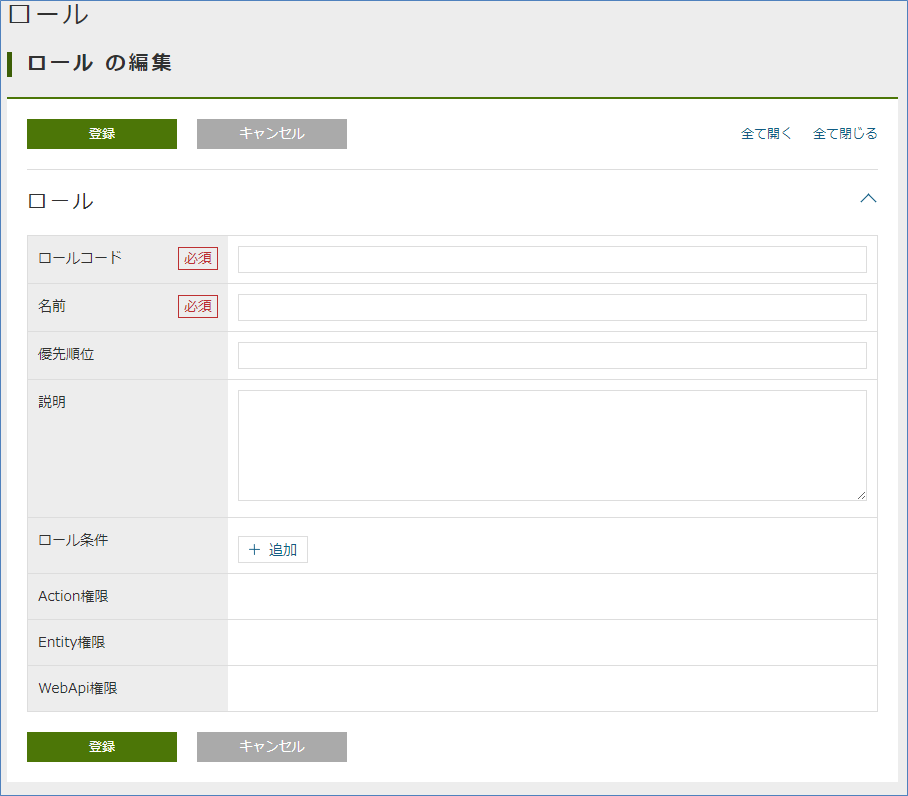 ロール
ロール の編集
登録 キャンセル 全て開く 全て閉じる
ロール
ロールコード 必須
名前 必須
優先順位
説明
ロール条件
＋ 追加
Action権限
Entity権限
WebApi権限
登録 キャンセル